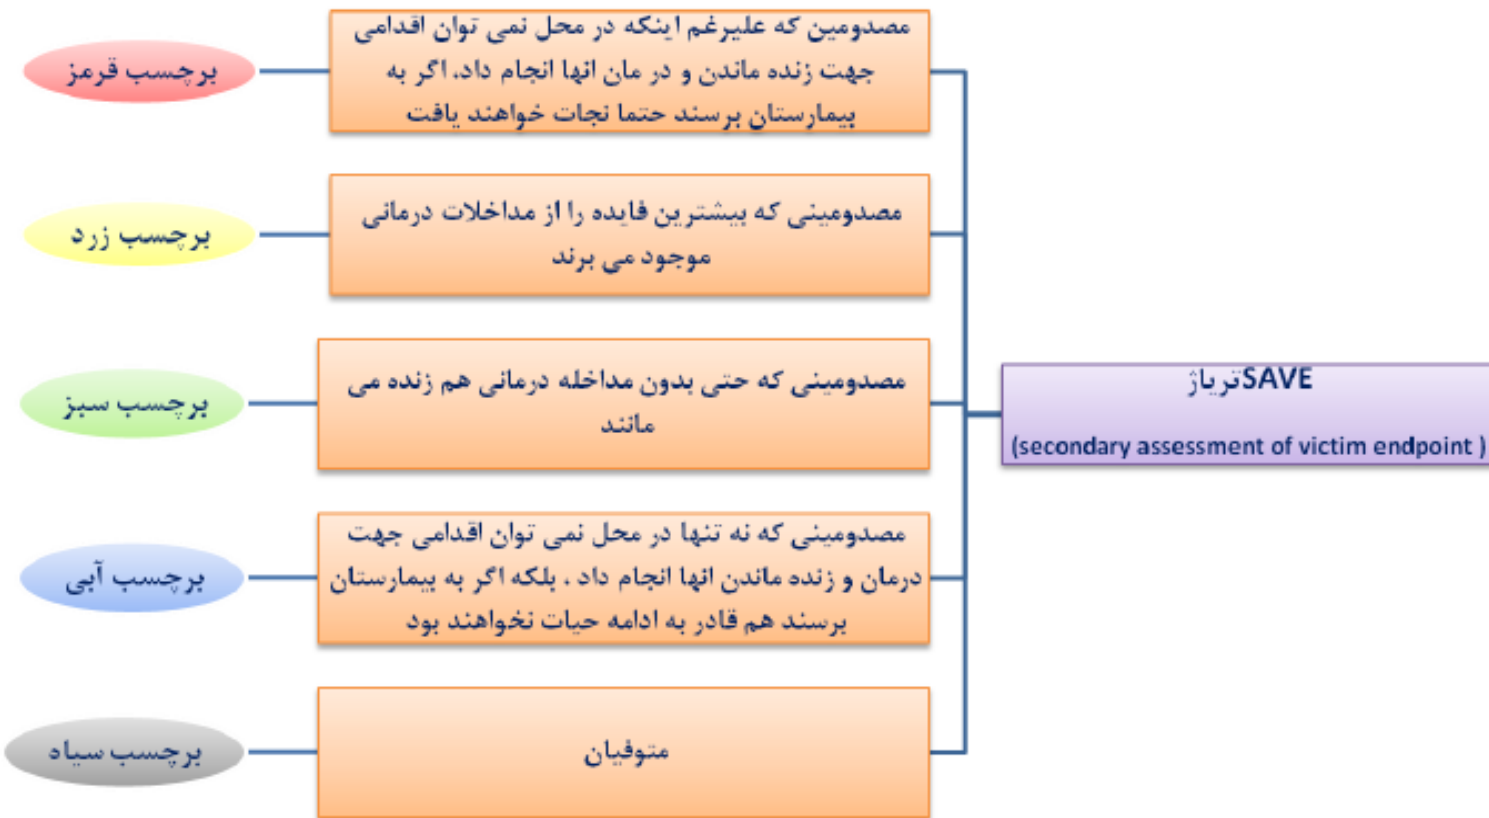 SAVEتریاژ
(secondary assessment of victim endpoint )
مصدومین که علیرغم اینکه در محل نمی توان اقدامی
جهت زنده ماندن و در مان انها انجام داد، اگر به
بیمارستان برسند حتما نجات خواهند یافت
برچسب قرمز
مصدومینی که بیشترین فایده را از مداخلات درمانی
موجود می برند
برچسب زرد
مصدومینی که حتی بدون مداخله درمانی هم زنده می
مانند
برچسب سبز
مصدومینی که نه تنها در محل نمی توان اقدامی جهت
درمان و زنده ماندن انها انجام داد ، بلکه اگر به بیمارستان
برسند هم قادر به ادامه حیات نخواهند بود
برچسب آبی
متوفیان
برچسب سیاه